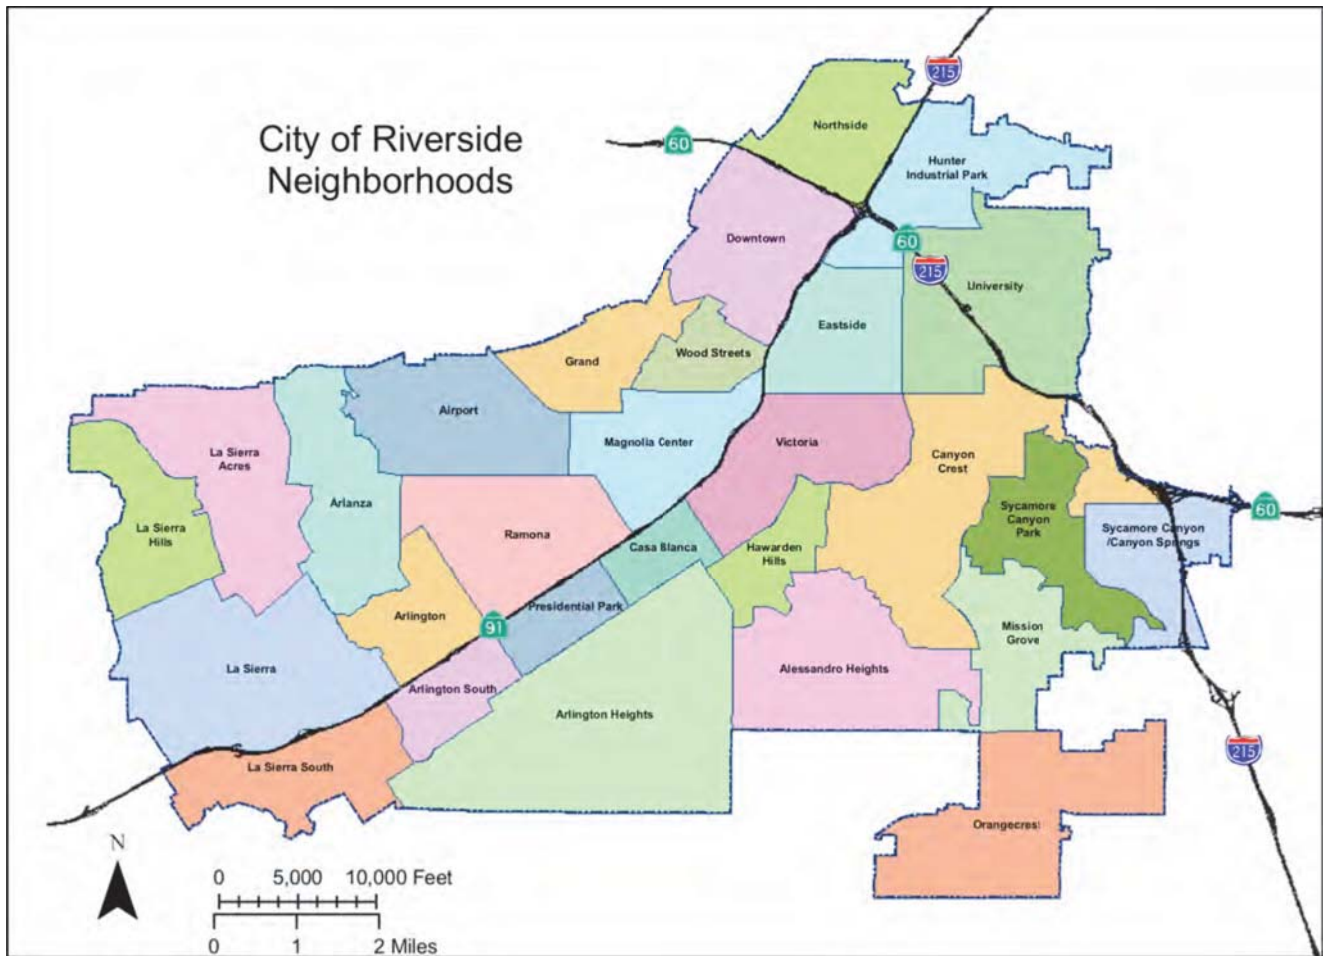 City of Riverside
Neighborhoods
215
60
Northside
Hunter
Industrial Park
Downtown
60
215
University
Eastside
Grand
Wood Streets
Airport
Magnolia Center
Victoria
La Sierra
Acres
Canyon
Crest
Arlanza
La Sierra
Hills
Ramona
Casa Blanca
Hawarden
Hills
Sycamore
Canyon
Park
Sycamore Canyon
/Canyon Springs
60
Presidential Park
Arlington
91
Mission
Grove
La Sierra
Arlington South
Alessandro Heights
Arlington Heights
215
La Sierra South
Orangecrest
N
0 5,000 10,000 Feet
0 1 2 Miles